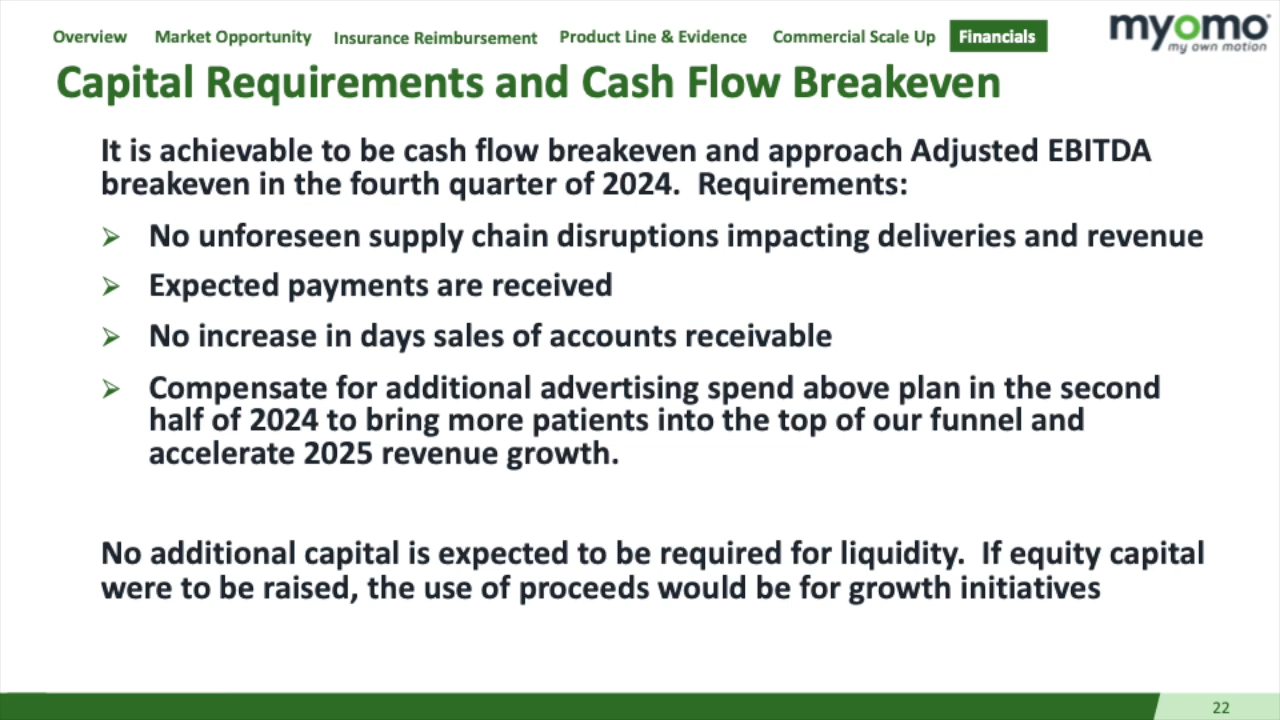 Overview Market Opportunity Insurance Reimbursement Product Line & Evidence Commercial Scale Up Financials
myomo
my own motion
Capital Requirements and Cash Flow Breakeven
It is achievable to be cash flow breakeven and approach Adjusted EBITDA
breakeven in the fourth quarter of 2024.  Requirements:
No unforeseen supply chain disruptions impacting deliveries and revenue
Expected payments are received
No increase in days sales of accounts receivable
Compensate for additional advertising spend above plan in the second
half of 2024 to bring more patients into the top of our funnel and
accelerate 2025 revenue growth.
No additional capital is expected to be required for liquidity.  If equity capital
were to be raised, the use of proceeds would be for growth initiatives
22